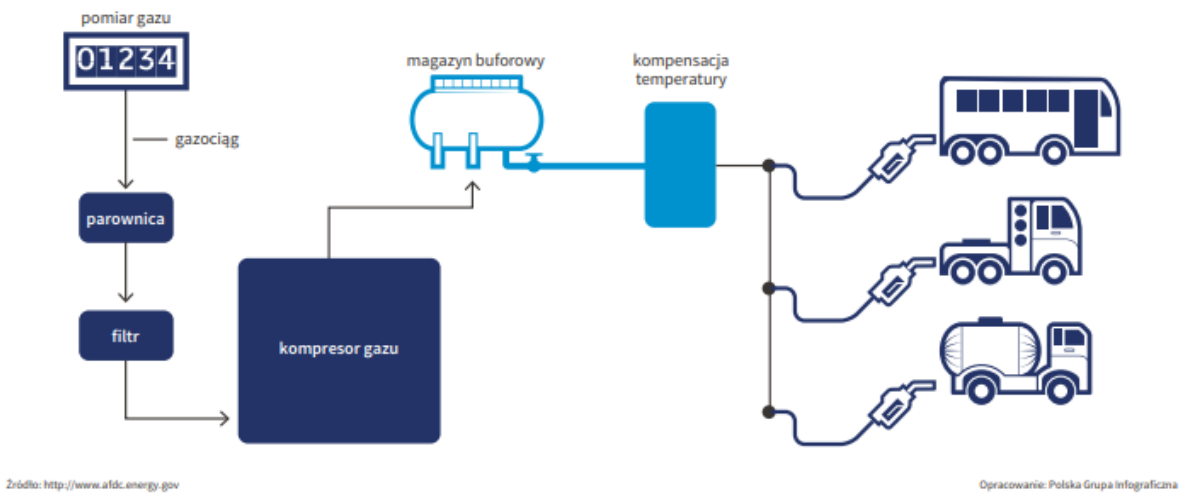 pomiar gazu
01234
gazociąg
parownica
filtr
kompresor gazu
magazyn buforowy
kompensacja
temperatury
Źródło: http://www.afdc.energy.gov
Opracowanie: Polska Grupa Infograficzna